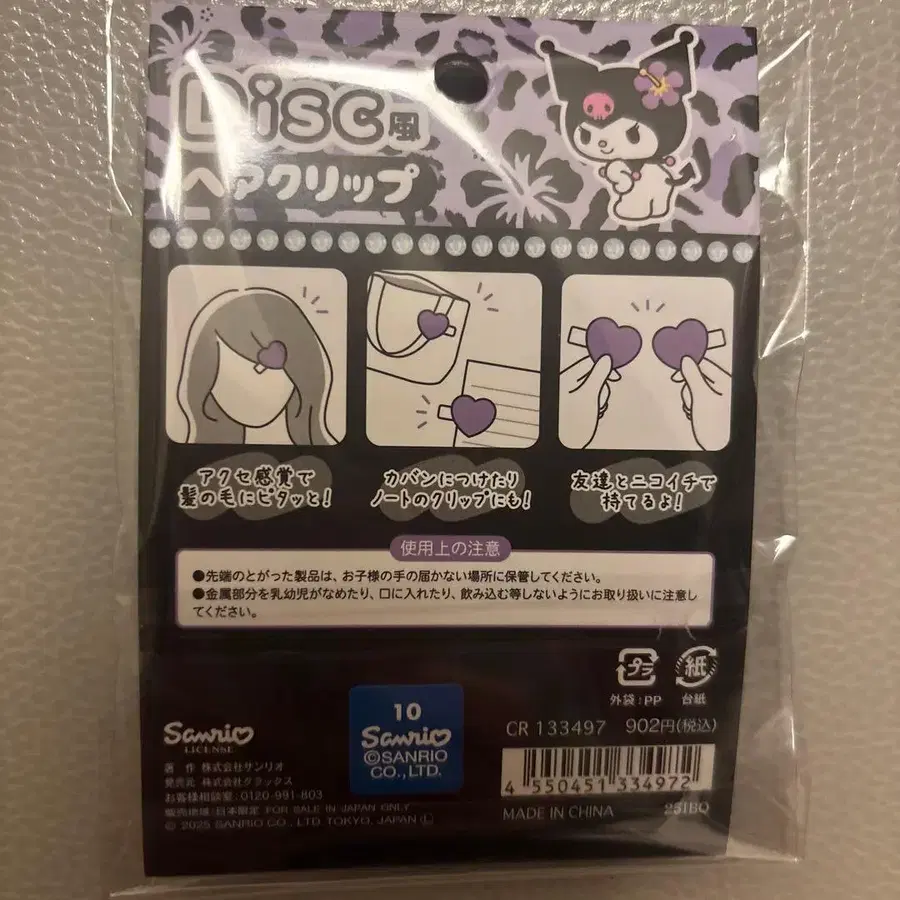 Disc風
ヘアクリップ
アクセ感覚で
髪の毛にピタッと!
カバンにつけたり
ノートのクリップにも!
友達とニコイチで
持てるよ!
使用上の注意
●先端のとがった製品は、お子様の手の届かない場所に保管してください。
●金属部分を乳幼児がなめたり、口に入れたり、飲み込む等しないようにお取り扱いに注意し
てください。
プラ
紙
外袋:PP 台紙
Sanrio
LICENSE
著作 株式会社サンリオ
発売元 株式会社クラックス
お客様相談室:0120-991-803
販売地域:日本限定 FOR SALE IN JAPAN ONLY
© 2025 SANRIO CO., LTD. TOKYO, JAPAN Ⓛ
10
Sanrio
©SANRIO
CO.,LTD.
CR 133497 902円(税込)
4 550451 334972
MADE IN CHINA 251BQ